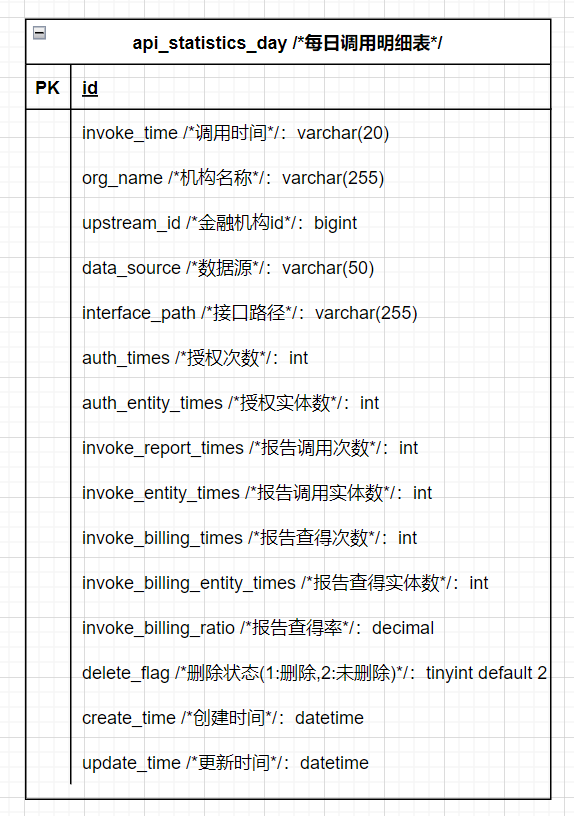 api_statistics_day /*每日调用明细表*/
PK id
invoke_time /*调用时间*/：varchar(20)
org_name /*机构名称*/：varchar(255)
upstream_id /*金融机构id*/：bigint
data_source /*数据源*/：varchar(50)
interface_path /*接口路径*/：varchar(255)
auth_times /*授权次数*/：int
auth_entity_times /*授权实体数*/：int
invoke_report_times /*报告调用次数*/：int
invoke_entity_times /*报告调用实体数*/：int
invoke_billing_times /*报告查得次数*/：int
invoke_billing_entity_times /*报告查得实体数*/：int
invoke_billing_ratio /*报告查得率*/：decimal
delete_flag /*删除状态(1:删除,2:未删除)*/：tinyint default 2
create_time /*创建时间*/：datetime
update_time /*更新时间*/：datetime